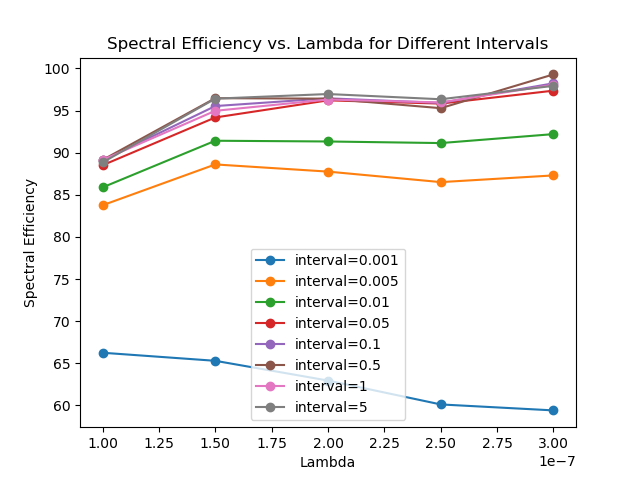 Spectral Efficiency vs. Lambda for Different Intervals
Spectral Efficiency
100
95
90
85
80
75
70
65
60
interval=0.001
interval=0.005
interval=0.01
interval=0.05
interval=0.1
interval=0.5
interval=1
interval=5
1.00 1.25 1.50 1.75 2.00 2.25 2.50 2.75 3.00
1e−7
Lambda